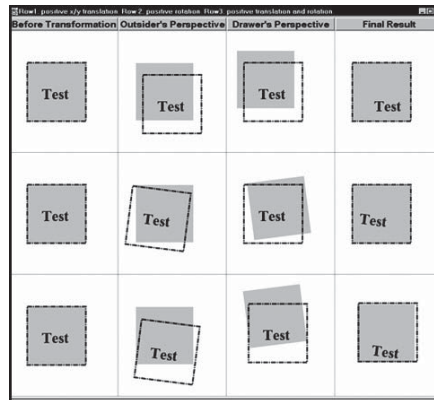 Row1: positive x/y translation Row 2: positive rotation Row3: positive translation and rotation
Before Transformation Outsider's Perspective Drawer's Perspective Final Result
Test Test Test Test
Test Test Test Test
Test Test Test Test